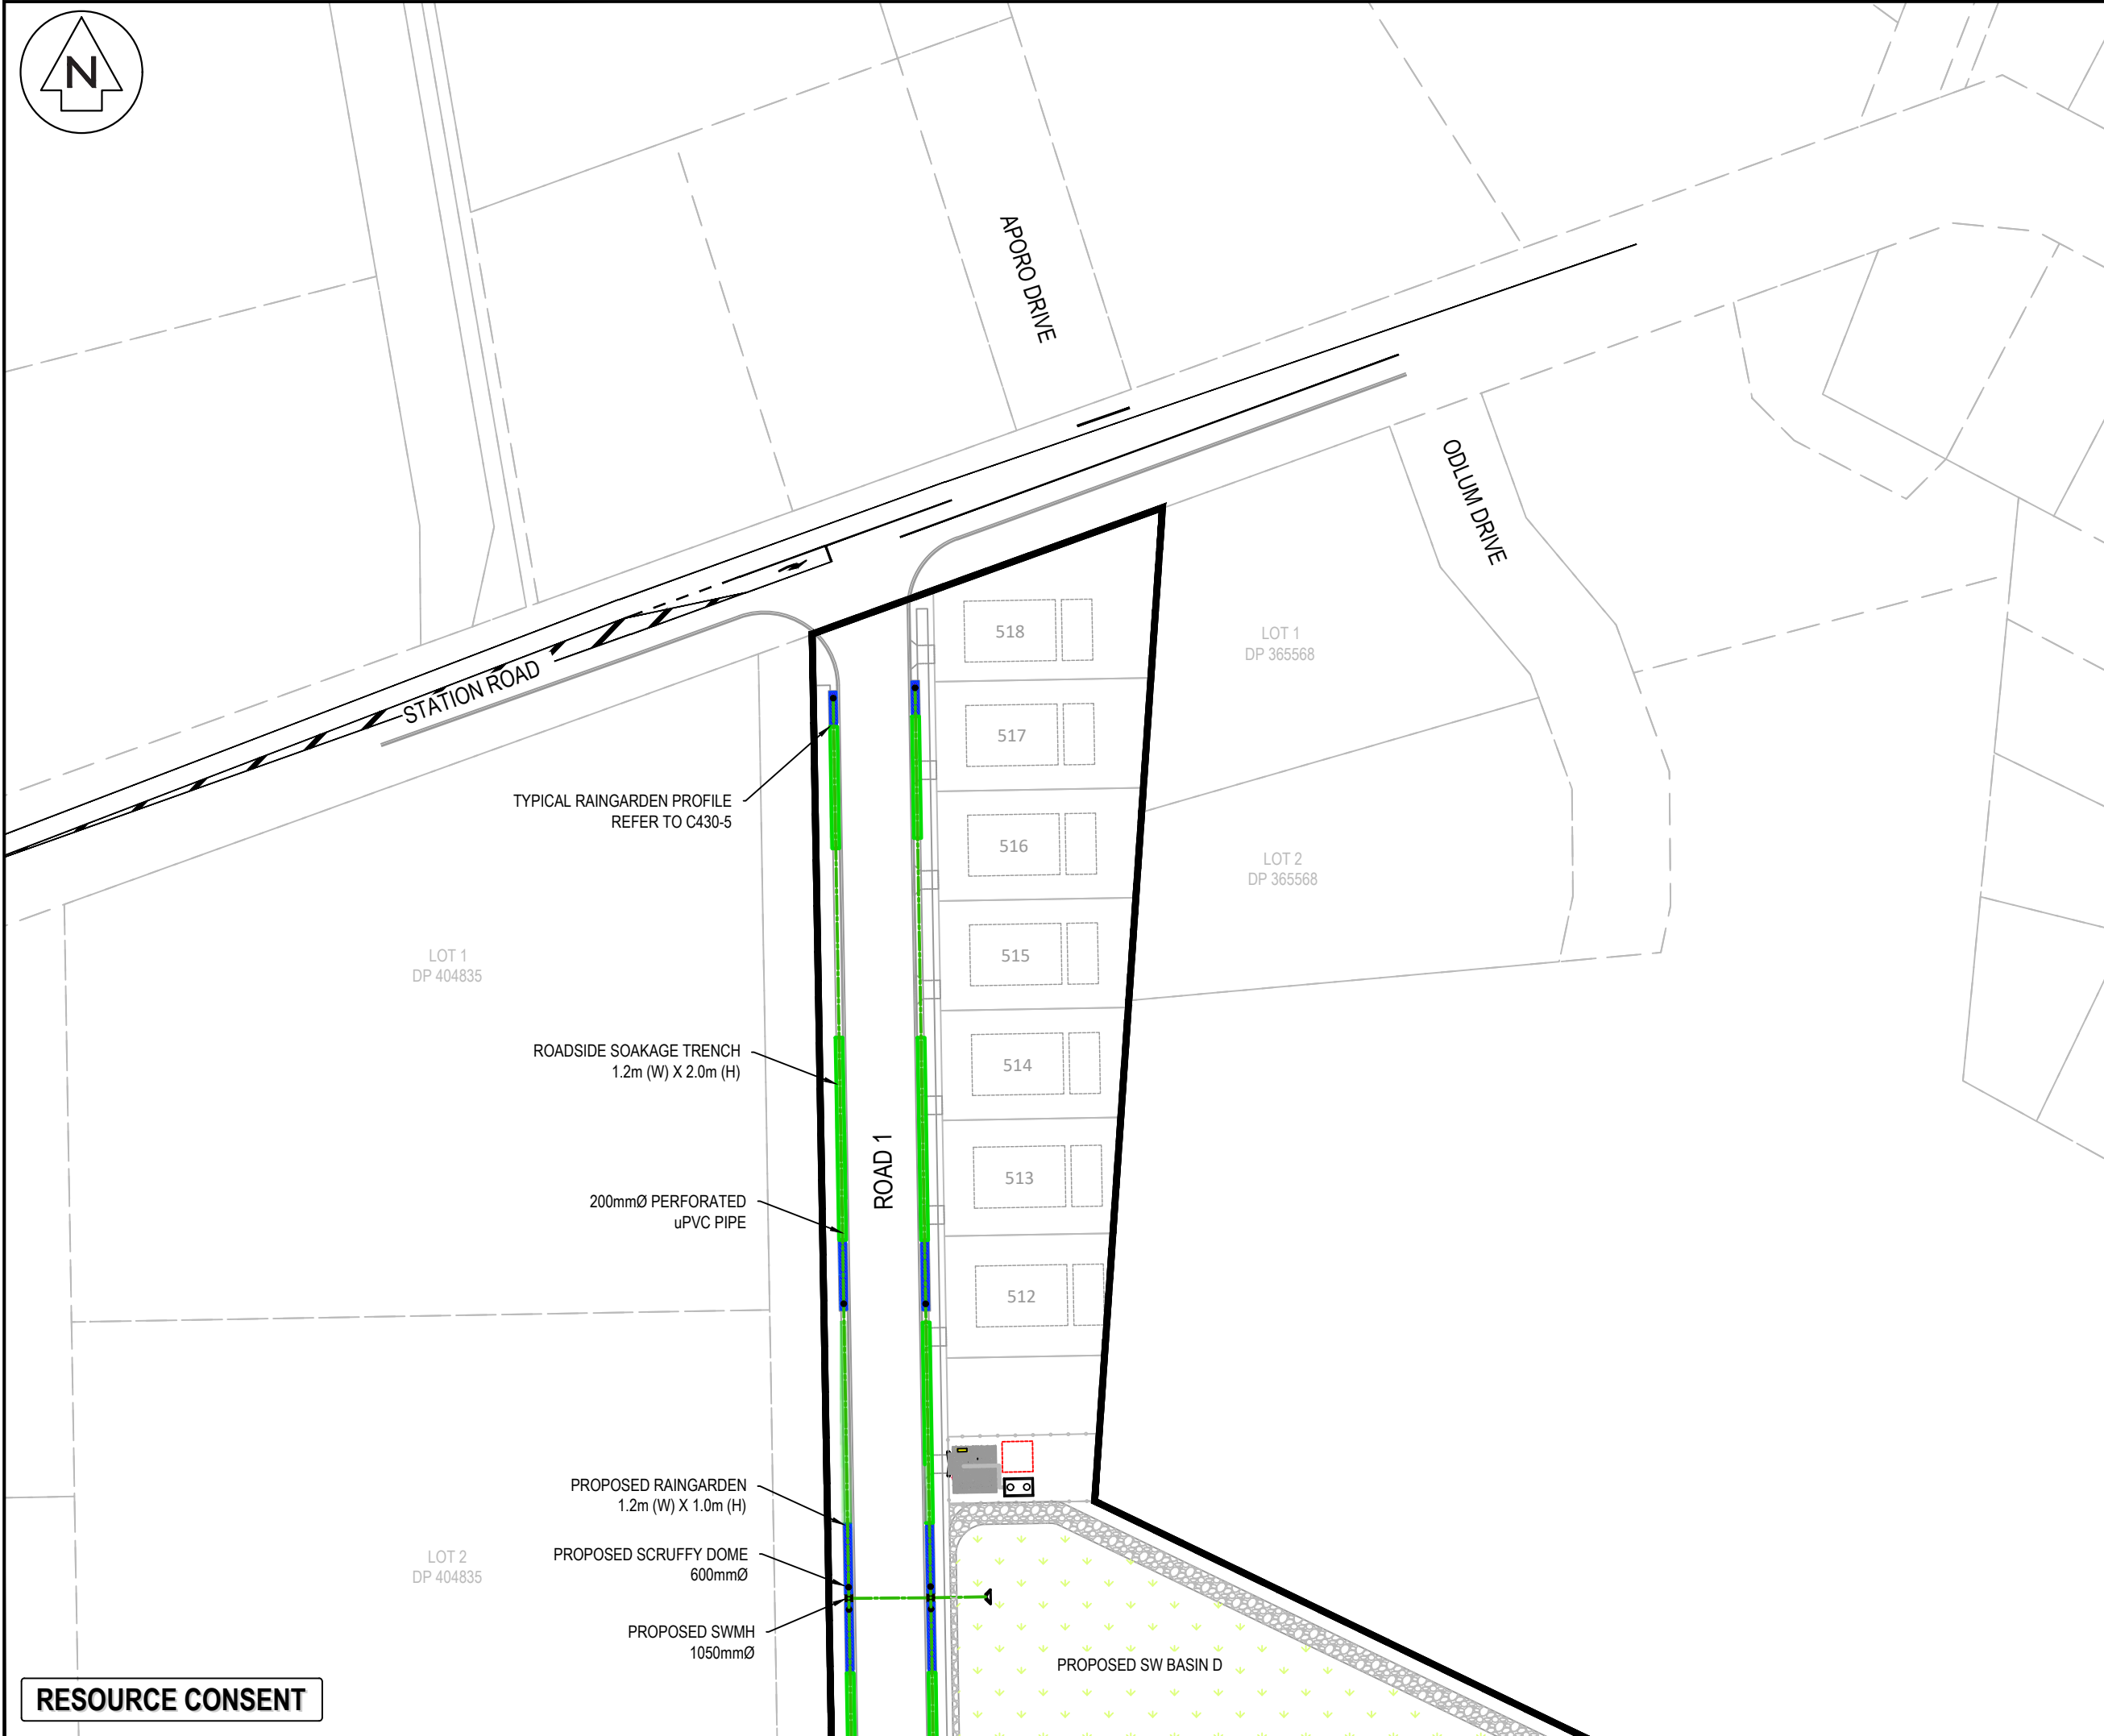 N
APORO DRIVE
ODLUM DRIVE
STATION ROAD
518
LOT 1
DP 365568
517
TYPICAL RAINGARDEN PROFILE
REFER TO C430-5
516
LOT 2
DP 365568
515
LOT 1
DP 404835
ROADSIDE SOAKAGE TRENCH
1.2m (W) X 2.0m (H)
514
ROAD 1
513
200mmØ PERFORATED
uPVC PIPE
512
PROPOSED RAINGARDEN
1.2m (W) X 1.0m (H)
PROPOSED SCRUFFY DOME
600mmØ
LOT 2
DP 404835
PROPOSED SWMH
1050mmØ
PROPOSED SW BASIN D
RESOURCE CONSENT